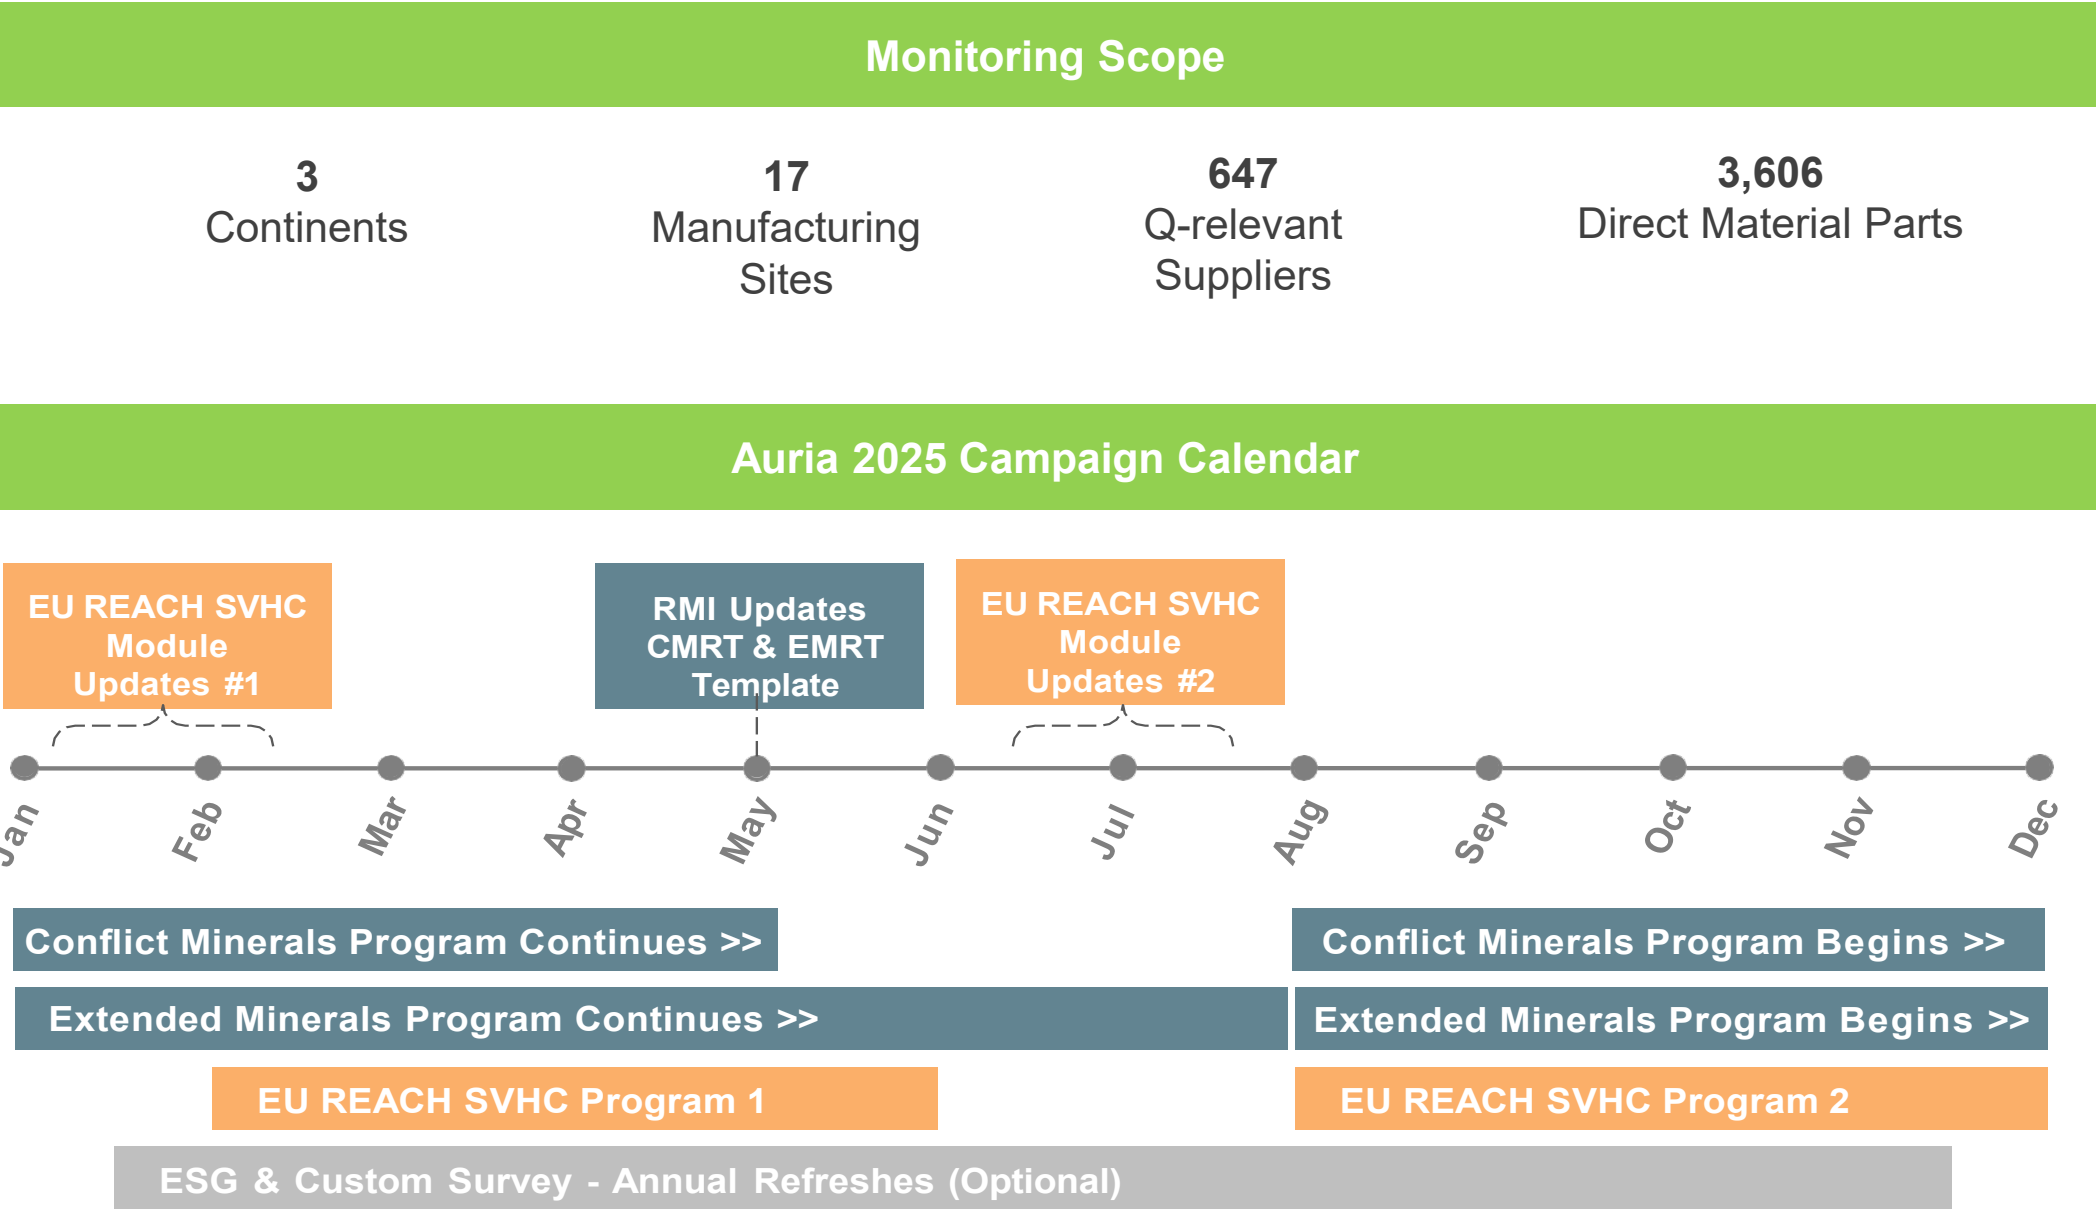 Monitoring Scope
3
Continents
17
Manufacturing
Sites
647
Q-relevant
Suppliers
3,606
Direct Material Parts
Auria 2025 Campaign Calendar
EU REACH SVHC
Module
Updates #1
RMI Updates
CMRT & EMRT
Template
EU REACH SVHC
Module
Updates #2
Jan
Feb
Mar
Apr
May
Jun
Jul
Aug
Sep
Oct
Nov
Dec
Conflict Minerals Program Continues >>
Conflict Minerals Program Begins >>
Extended Minerals Program Continues >>
Extended Minerals Program Begins >>
EU REACH SVHC Program 1
EU REACH SVHC Program 2
ESG & Custom Survey - Annual Refreshes (Optional)